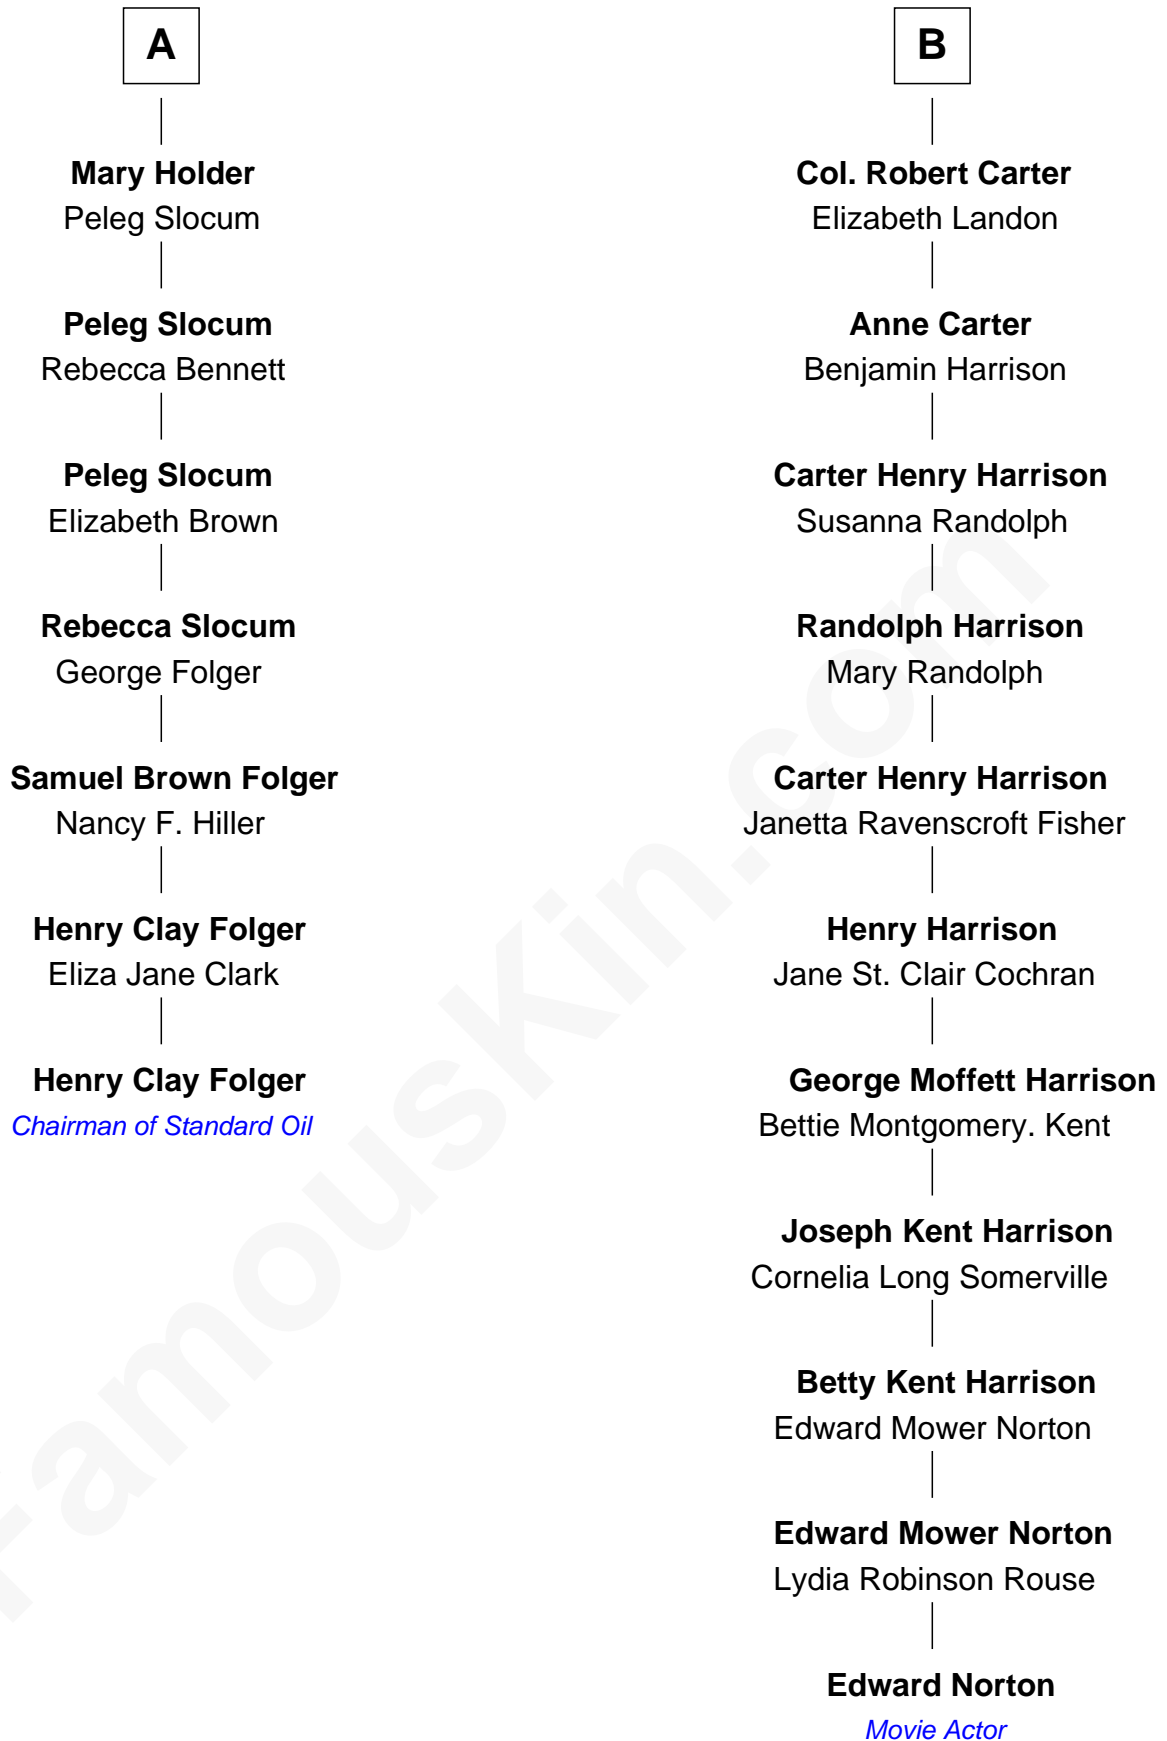 A
Mary Holder
Peleg Slocum
Peleg Slocum
Rebecca Bennett
Peleg Slocum
Elizabeth Brown
Rebecca Slocum
George Folger
Samuel Brown Folger
Nancy F. Hiller
Henry Clay Folger
Eliza Jane Clark
Henry Clay Folger
Chairman of Standard Oil
B
Col. Robert Carter
Elizabeth Landon
Anne Carter
Benjamin Harrison
Carter Henry Harrison
Susanna Randolph
Randolph Harrison
Mary Randolph
Carter Henry Harrison
Janetta Ravenscroft Fisher
Henry Harrison
Jane St. Clair Cochran
George Moffett Harrison
Bettie Montgomery. Kent
Joseph Kent Harrison
Cornelia Long Somerville
Betty Kent Harrison
Edward Mower Norton
Edward Mower Norton
Lydia Robinson Rouse
Edward Norton
Movie Actor
FamousKin.com